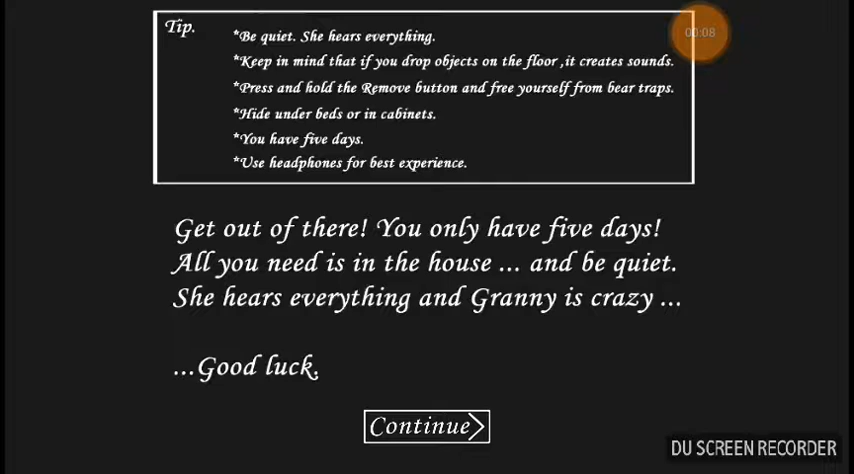 Tip.
*Be quiet. She hears everything.
*Keep in mind that if you drop objects on the floor ,it creates sounds.
*Press and hold the Remove button and free yourself from bear traps.
*Hide under beds or in cabinets.
*You have five days.
*Use headphones for best experience.
00:08
Get out of there! You only have five days!
All you need is in the house ... and be quiet.
She hears everything and Granny is crazy ...
...Good luck.
Continue
DU SCREEN RECORDER